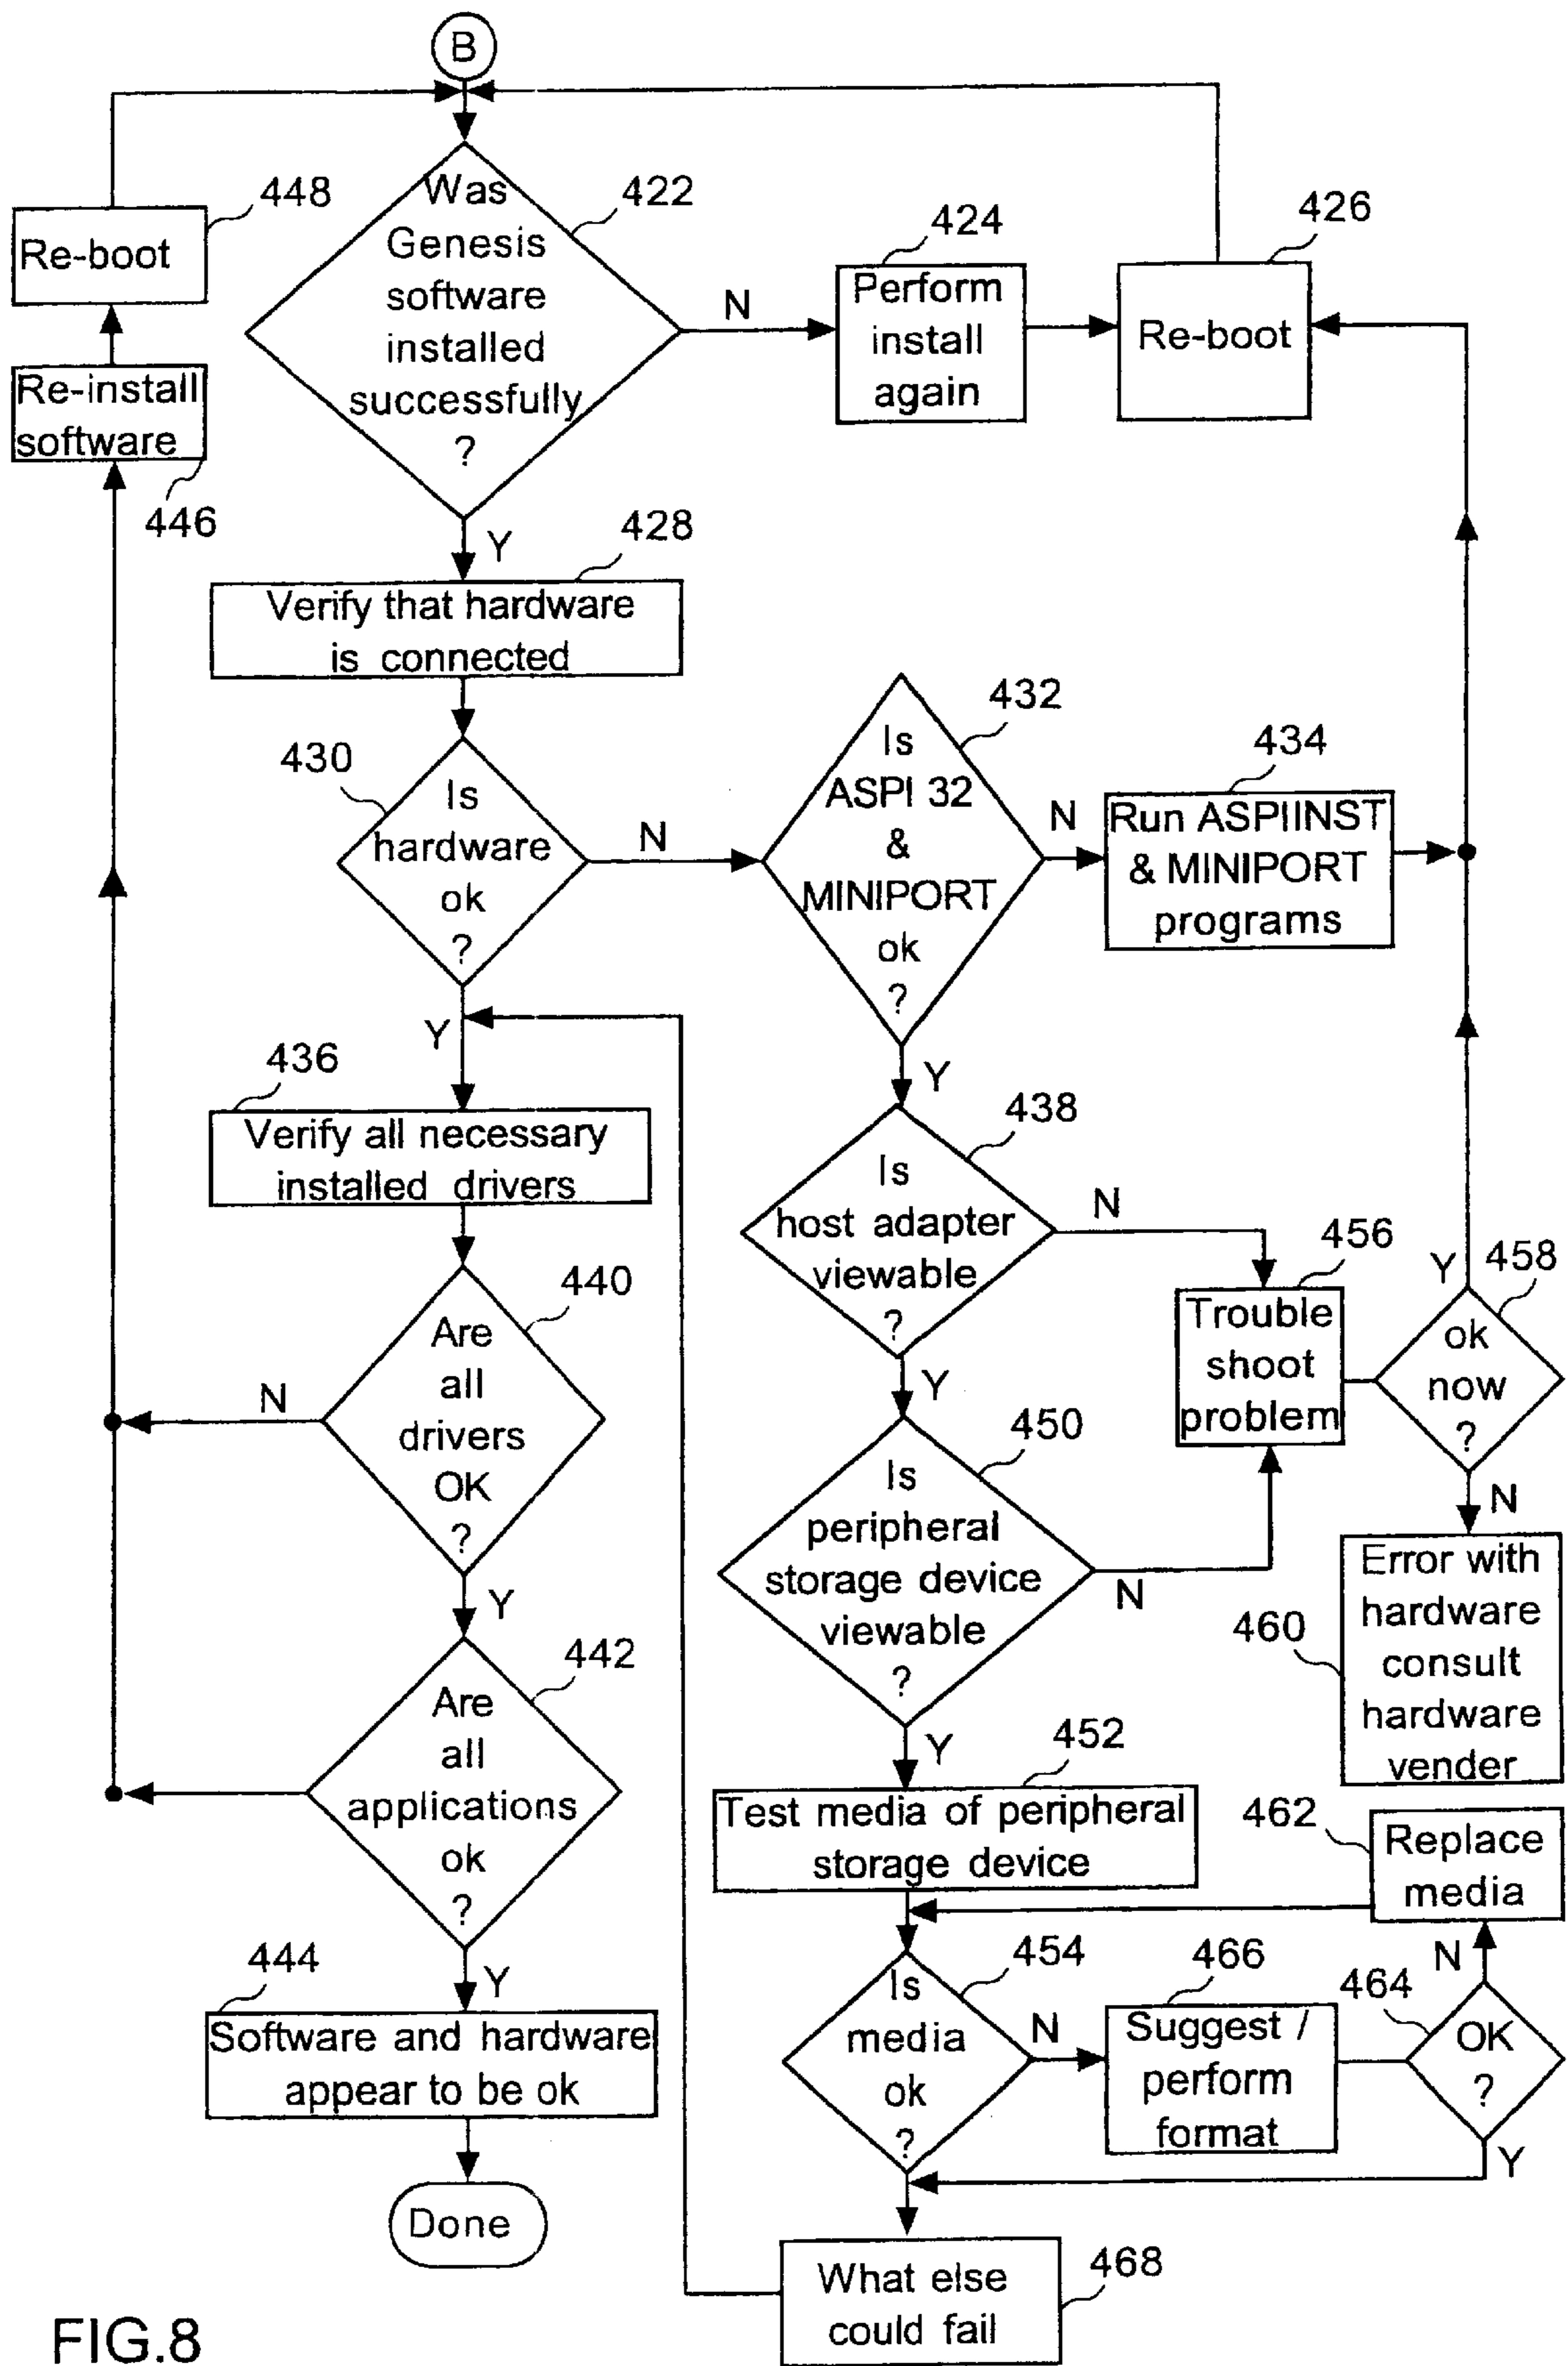 B
448
Re-boot
Was
Genesis
software
installed
successfully
?
422
N
424
Perform
install
again
426
Re-boot
Re-install
software
446
Y
428
Verify that hardware
is connected
430
Is
hardware
ok
?
N
432
Is
ASPI 32
&
MINIPORT
ok
?
N
434
Run ASPIINST
& MINIPORT
programs
Y
436
Verify all necessary
installed drivers
Y
438
Is
host adapter
viewable
?
N
456
Trouble
shoot
problem
Y
458
ok
now
?
440
Are
all
drivers
OK
?
N
Y
450
Is
peripheral
storage device
viewable
?
N
N
460
Error with
hardware
consult
hardware
vender
Y
442
Are
all
applications
ok
?
Y
452
Test media of peripheral
storage device
462
Replace
media
Y
444
Software and hardware
appear to be ok
Done
454
Is
media
ok
?
N
466
Suggest /
perform
format
464
N
OK
?
Y
What else
could fail
468
FIG.8